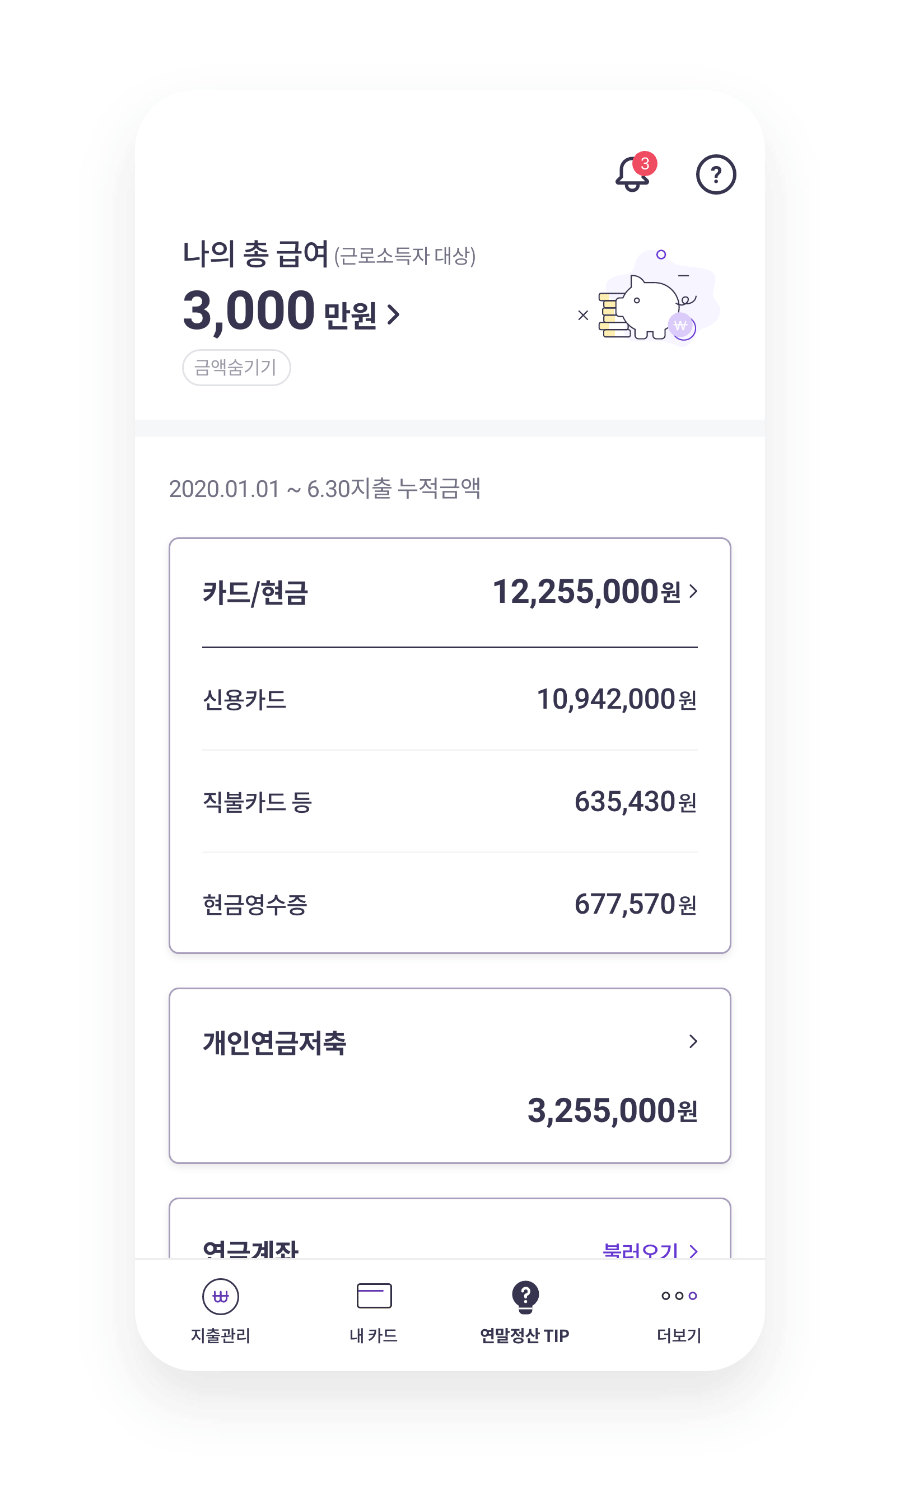 3
?
나의 총 급여 (근로소득자 대상)
3,000 만원 >
금액숨기기
₩
2020.01.01 ~ 6.30지출 누적금액
카드/현금 12,255,000원 >
신용카드 10,942,000원
직불카드 등 635,430원
현금영수증 677,570원
개인연금저축 >
3,255,000원
연금계좌 불러오기 >
₩ ?
지출관리 내 카드 연말정산 TIP 더보기